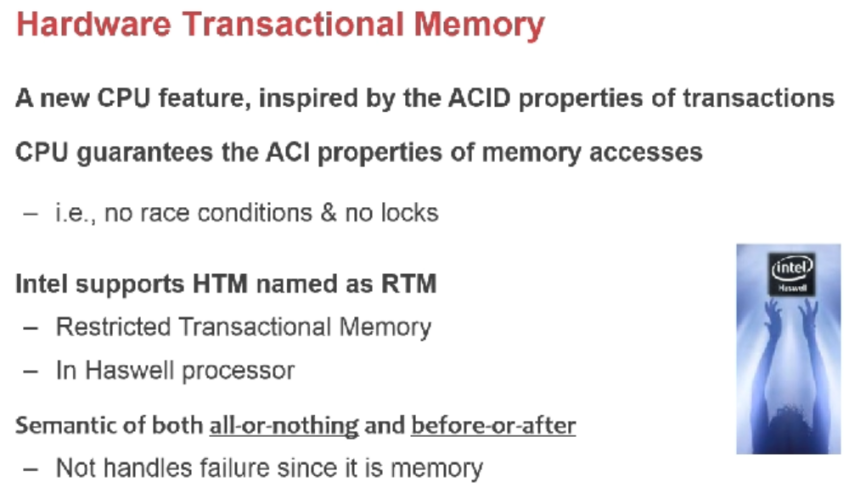 Hardware Transactional Memory
A new CPU feature, inspired by the ACID properties of transactions
CPU guarantees the ACI properties of memory accesses
– i.e., no race conditions & no locks
Intel supports HTM named as RTM
– Restricted Transactional Memory
– In Haswell processor
Semantic of both all-or-nothing and before-or-after
– Not handles failure since it is memory
intel
Haswell